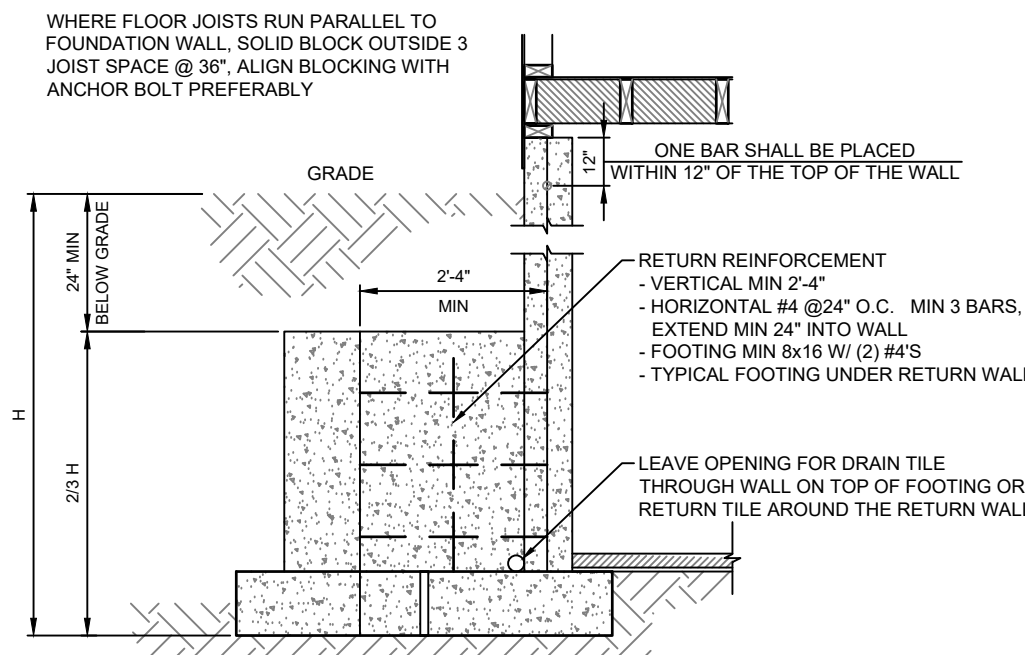 WHERE FLOOR JOISTS RUN PARALLEL TO
FOUNDATION WALL, SOLID BLOCK OUTSIDE 3
JOIST SPACE @ 36", ALIGN BLOCKING WITH
ANCHOR BOLT PREFERABLY
12"
ONE BAR SHALL BE PLACED
WITHIN 12" OF THE TOP OF THE WALL
GRADE
24" MIN
BELOW GRADE
2'-4"
MIN
RETURN REINFORCEMENT
- VERTICAL MIN 2'-4"
- HORIZONTAL #4 @24" O.C. MIN 3 BARS,
EXTEND MIN 24" INTO WALL
- FOOTING MIN 8x16 W/ (2) #4'S
- TYPICAL FOOTING UNDER RETURN WALL
H
2/3 H
LEAVE OPENING FOR DRAIN TILE
THROUGH WALL ON TOP OF FOOTING OR
RETURN TILE AROUND THE RETURN WALL